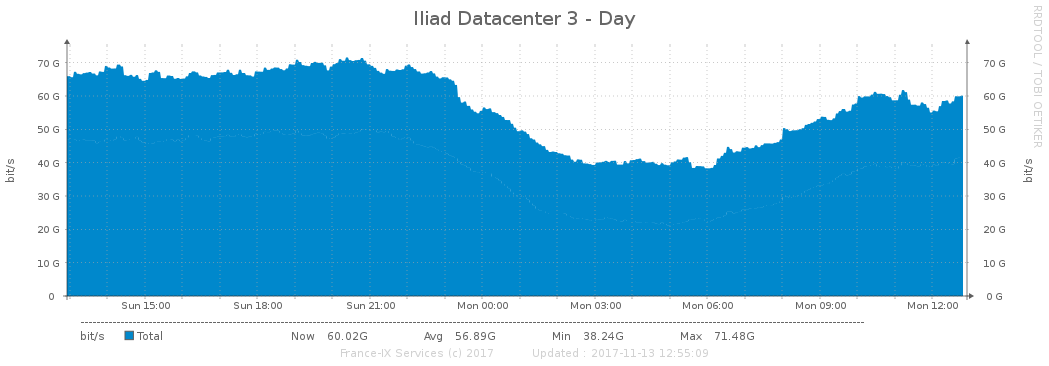 Iliad Datacenter 3 - Day
RRDTOOL / TOBI OETIKER
bit/s
70 G
60 G
50 G
40 G
30 G
20 G
10 G
0
70 G
60 G
50 G
40 G
30 G
20 G
10 G
0 G
bit/s
Sun 15:00 Sun 18:00 Sun 21:00 Mon 00:00 Mon 03:00 Mon 06:00 Mon 09:00 Mon 12:00
bit/s Total Now 60.02G Avg 56.89G Min 38.24G Max 71.48G
France-IX Services (c) 2017 Updated : 2017-11-13 12:55:09